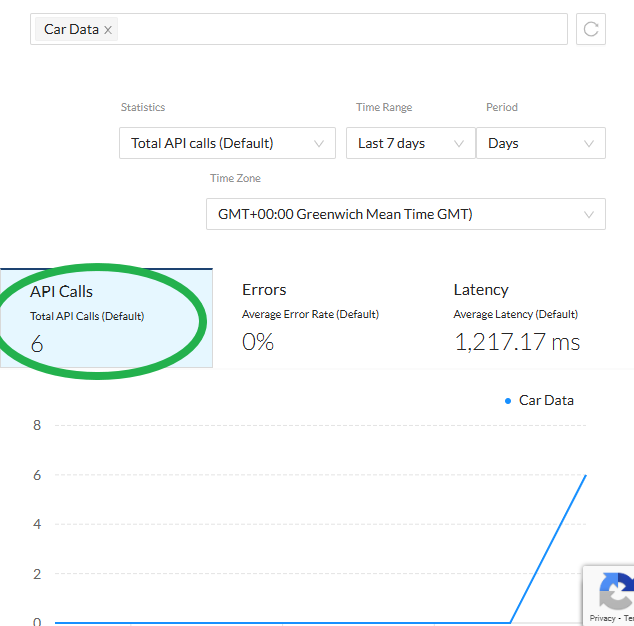 Car Data
Statistics
Time Range
Period
Total API calls (Default)
Last 7 days
Days
Time Zone
GMT+00:00 Greenwich Mean Time GMT)
API Calls
Total API Calls (Default)
6
Errors
Average Error Rate (Default)
0%
Latency
Average Latency (Default)
1,217.17 ms
Car Data
8
6
4
2
0
Privacy - Te